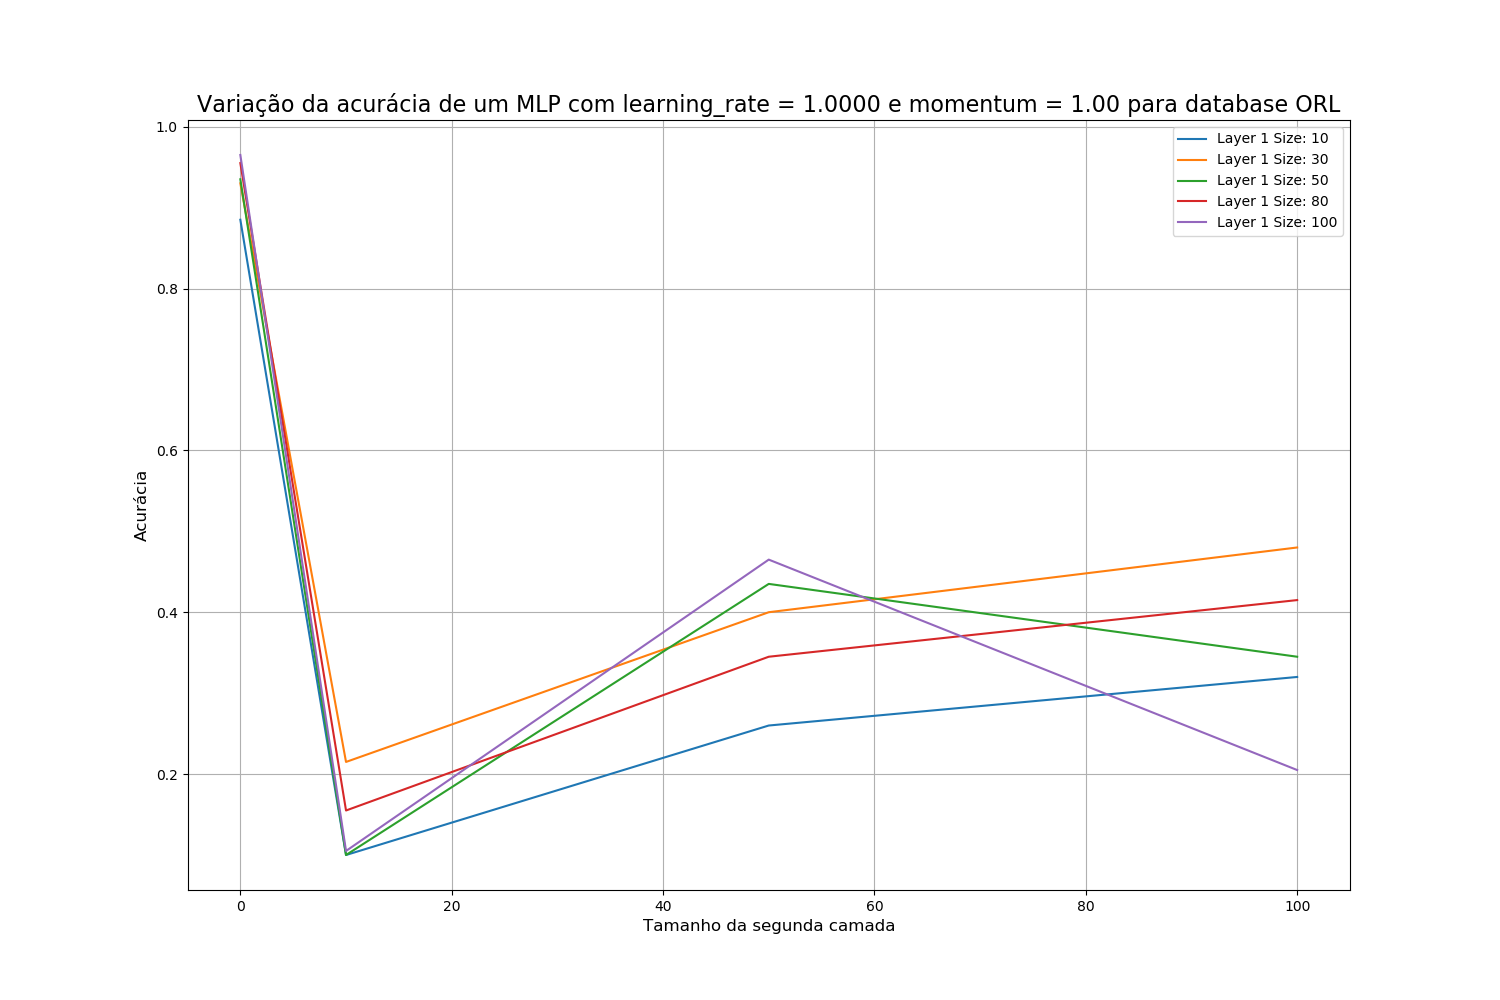 Variação da acurácia de um MLP com learning_rate = 1.0000 e momentum = 1.00 para database ORL
Layer 1 Size: 10
Layer 1 Size: 30
Layer 1 Size: 50
Layer 1 Size: 80
Layer 1 Size: 100
Acurácia
1.0
0.8
0.6
0.4
0.2
0 20 40 60 80 100
Tamanho da segunda camada